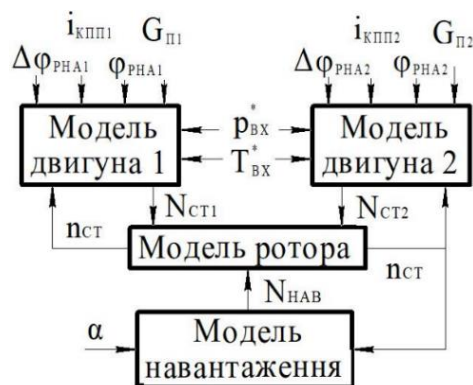 i КПП1 G П1 i КПП2 G П2
Δφ РНА1 φ РНА1 Δφ РНА2 φ РНА2
Модель двигуна 1
p* ВХ
T* ВХ
Модель двигуна 2
N СТ1 N СТ2
n СТ
Модель ротора
n СТ
N НАВ
α
Модель
навантаження